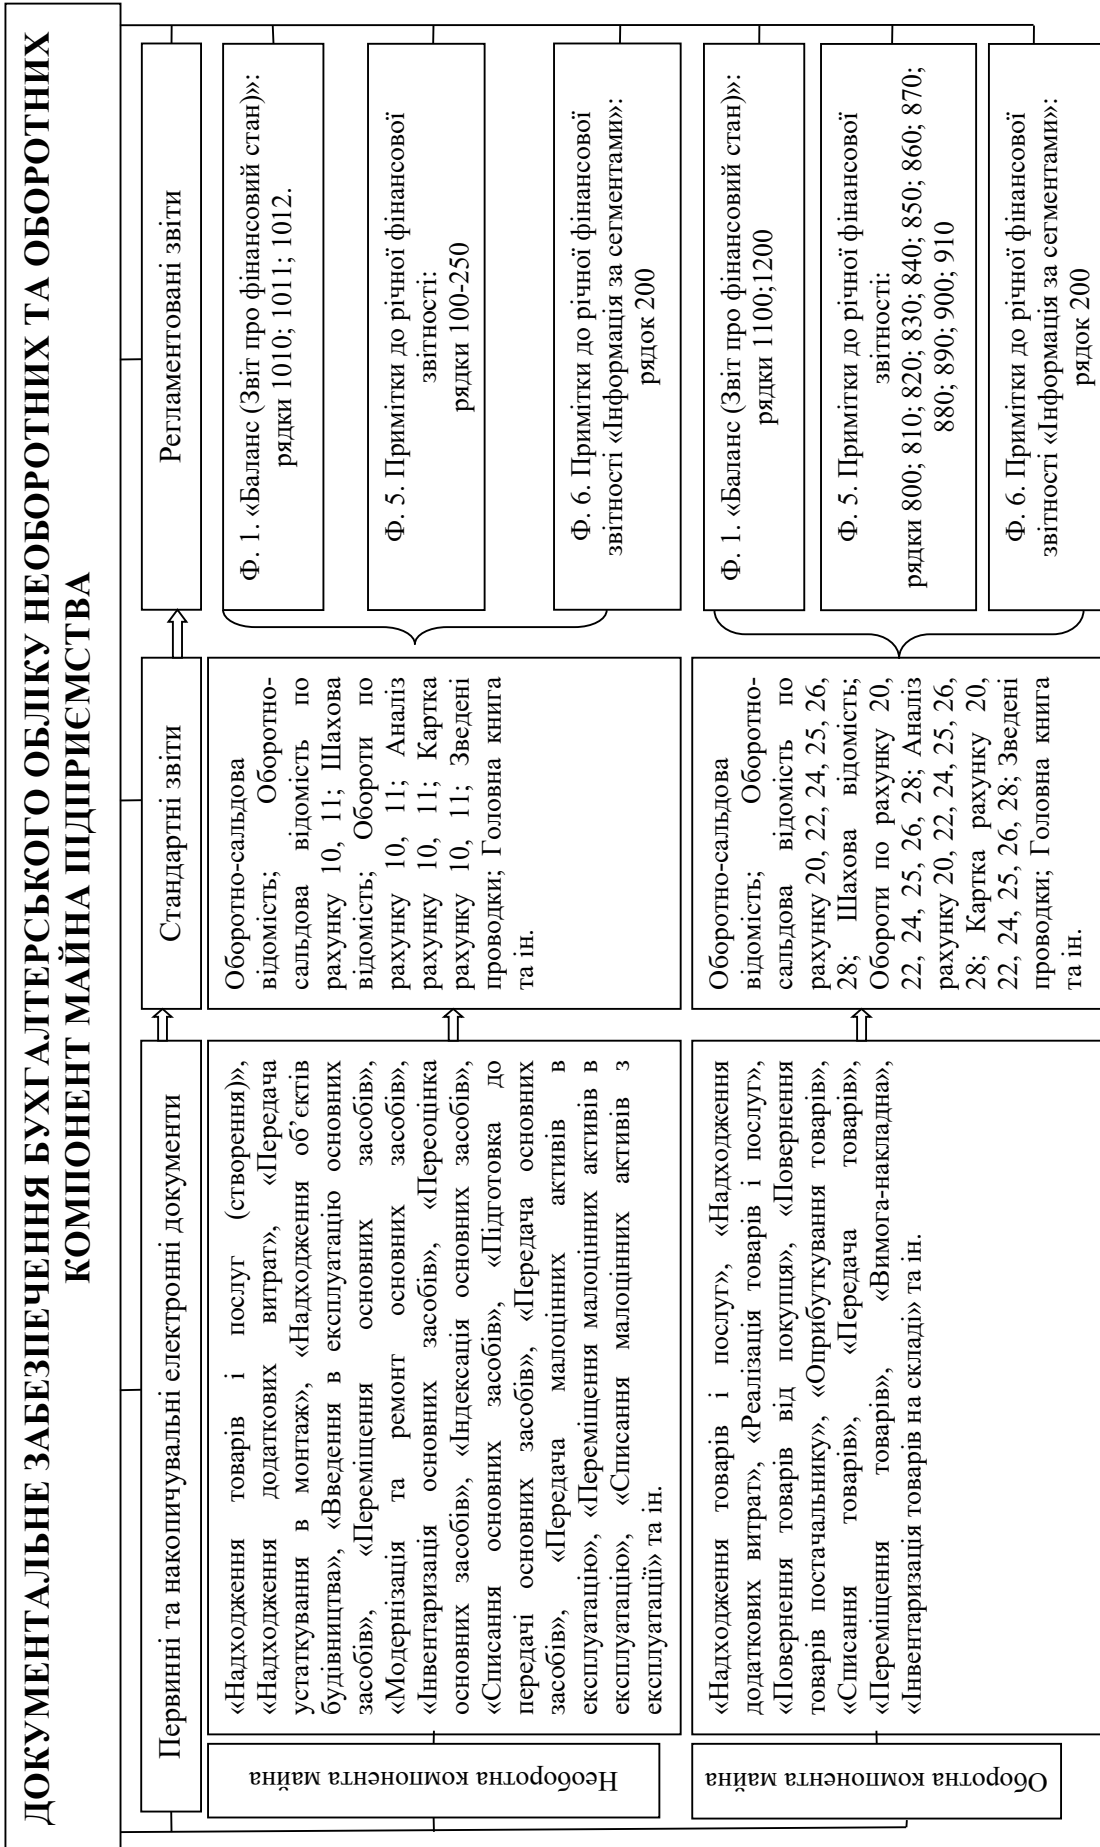 ДОКУМЕНТАЛЬНЕ ЗАБЕЗПЕЧЕННЯ БУХГАЛТЕРСЬКОГО ОБЛІКУ НЕОБОРОТНИХ ТА ОБОРОТНИХ
КОМПОНЕНТ МАЙНА ПІДПРИЄМСТВА
Первинні та накопичувальні електронні документи
Стандартні звіти
Регламентовані звіти
Необоротна компонента майна
«Надходження товарів і послуг (створення)»,
«Надходження додаткових витрат», «Передача
устаткування в монтаж», «Надходження об’єктів
будівництва», «Введення в експлуатацію основних
засобів», «Переміщення основних засобів»,
«Модернізація та ремонт основних засобів»,
«Інвентаризація основних засобів», «Переоцінка
основних засобів», «Індексація основних засобів»,
«Списання основних засобів», «Підготовка до
передачі основних засобів», «Передача основних
засобів», «Передача малоцінних активів в
експлуатацію», «Переміщення малоцінних активів в
експлуатацію», «Списання малоцінних активів з
експлуатації» та ін.
Оборотно-сальдова
відомість; Оборотно-
сальдова відомість по
рахунку 10, 11; Шахова
відомість; Обороти по
рахунку 10, 11; Аналіз
рахунку 10, 11; Картка
рахунку 10, 11; Зведені
проводки; Головна книга
та ін.
Ф. 1. «Баланс (Звіт про фінансовий стан)»:
рядки 1010; 1011; 1012.
Ф. 5. Примітки до річної фінансової
звітності:
рядки 100-250
Ф. 6. Примітки до річної фінансової
звітності «Інформація за сегментами»:
рядок 200
Оборотна компонента майна
«Надходження товарів і послуг», «Надходження
додаткових витрат», «Реалізація товарів і послуг»,
«Повернення товарів від покупця», «Повернення
товарів постачальнику», «Оприбуткування товарів»,
«Списання товарів», «Передача товарів»,
«Переміщення товарів», «Вимога-накладна»,
«Інвентаризація товарів на складі» та ін.
Оборотно-сальдова
відомість; Оборотно-
сальдова відомість по
рахунку 20, 22, 24, 25, 26,
28; Шахова відомість;
Обороти по рахунку 20,
22, 24, 25, 26, 28; Аналіз
рахунку 20, 22, 24, 25, 26,
28; Картка рахунку 20,
22, 24, 25, 26, 28; Зведені
проводки; Головна книга
та ін.
Ф. 1. «Баланс (Звіт про фінансовий стан)»:
рядки 1100;1200
Ф. 5. Примітки до річної фінансової
звітності:
рядки 800; 810; 820; 830; 840; 850; 860; 870;
880; 890; 900; 910
Ф. 6. Примітки до річної фінансової
звітності «Інформація за сегментами»:
рядок 200